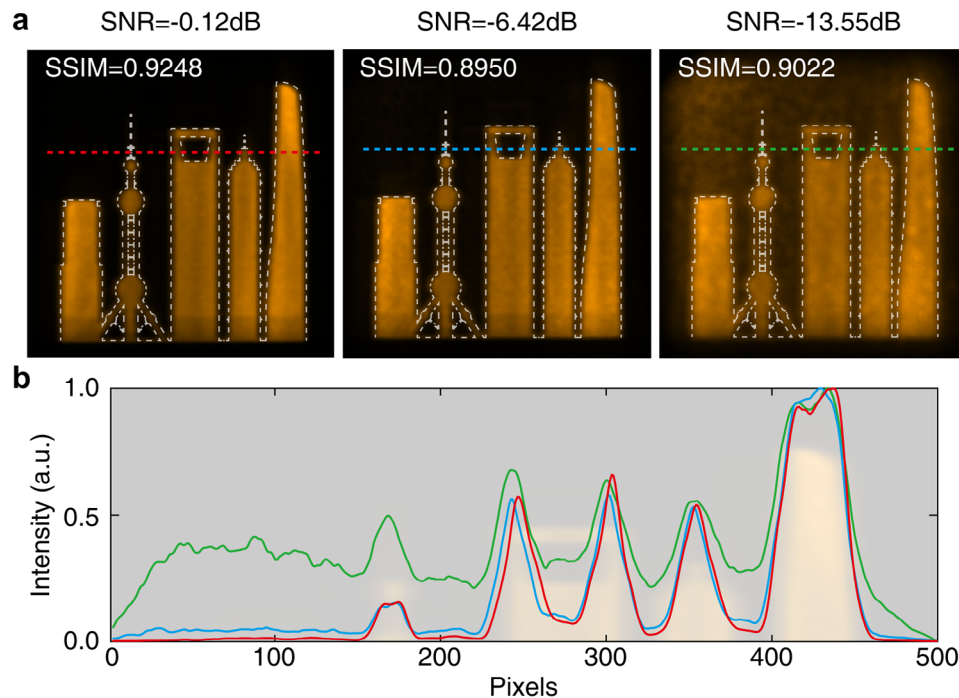 a
SNR=-0.12dB SNR=-6.42dB SNR=-13.55dB
SSIM=0.9248 SSIM=0.8950 SSIM=0.9022
b
Intensity (a.u.)
1.0
0.5
0.0
0 100 200 300 400 500
Pixels